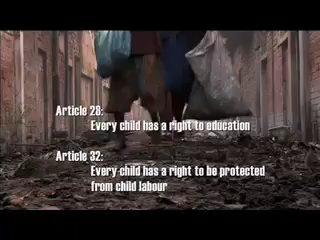 Article 28:
Every child has a right to education
Article 32:
Every child has a right to be protected
from child labour